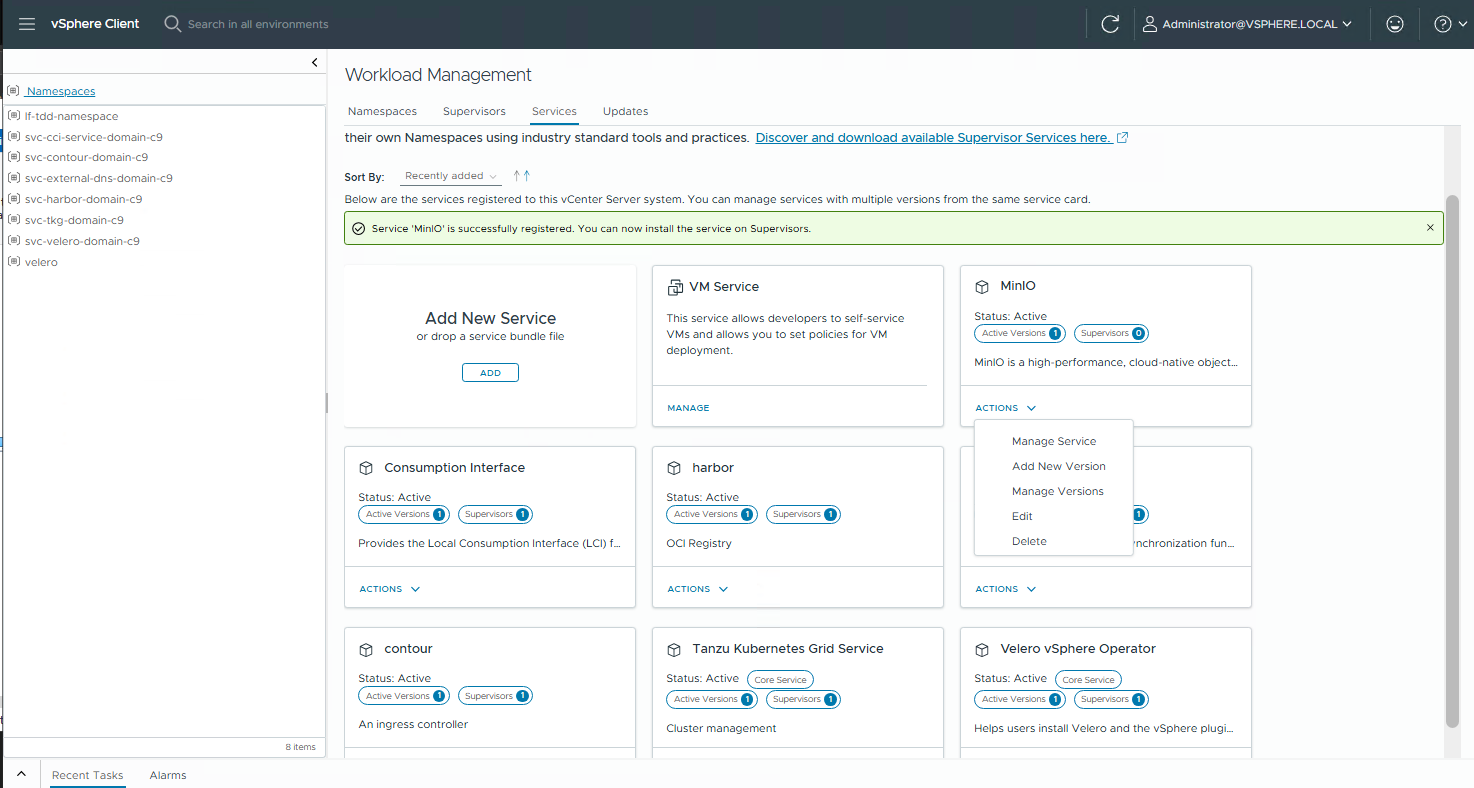 vSphere Client
Search in all environments
Administrator@VSPHERE.LOCAL
Namespaces
lf-tdd-namespace
svc-cci-service-domain-c9
svc-contour-domain-c9
svc-external-dns-domain-c9
svc-harbor-domain-c9
svc-tkg-domain-c9
svc-velero-domain-c9
velero
8 items
Workload Management
Namespaces Supervisors Services Updates
their own Namespaces using industry standard tools and practices. Discover and download available Supervisor Services here.
Sort By: Recently added
Below are the services registered to this vCenter Server system. You can manage services with multiple versions from the same service card.
Service 'MinIO' is successfully registered. You can now install the service on Supervisors.
Add New Service
or drop a service bundle file
ADD
VM Service
This service allows developers to self-service
VMs and allows you to set policies for VM
deployment.
MANAGE
MinIO
Status: Active
Active Versions 1 Supervisors 0
MinIO is a high-performance, cloud-native object...
ACTIONS
Manage Service
Add New Version
Manage Versions
Edit
Delete
Consumption Interface
Status: Active
Active Versions 1 Supervisors 1
Provides the Local Consumption Interface (LCI) f...
ACTIONS
harbor
Status: Active
Active Versions 1 Supervisors 1
OCI Registry
ACTIONS
1
nchronization fun...
ACTIONS
contour
Status: Active
Active Versions 1 Supervisors 1
An ingress controller
Tanzu Kubernetes Grid Service
Status: Active Core Service
Active Versions 1 Supervisors 1
Cluster management
Velero vSphere Operator
Status: Active Core Service
Active Versions 1 Supervisors 1
Helps users install Velero and the vSphere plugi...
Recent Tasks Alarms